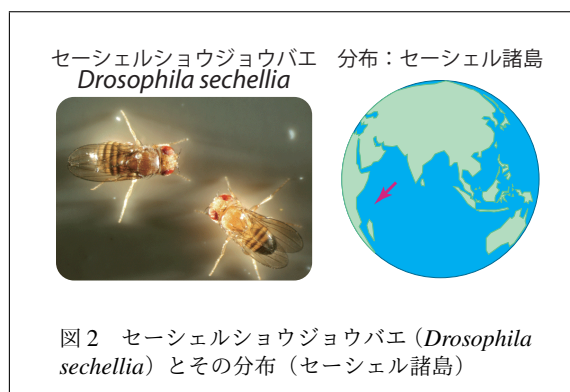 セーシェルショウジョウバエ
Drosophila sechellia
分布：セーシェル諸島
図2 セーシェルショウジョウバエ（Drosophila
sechellia）とその分布（セーシェル諸島）